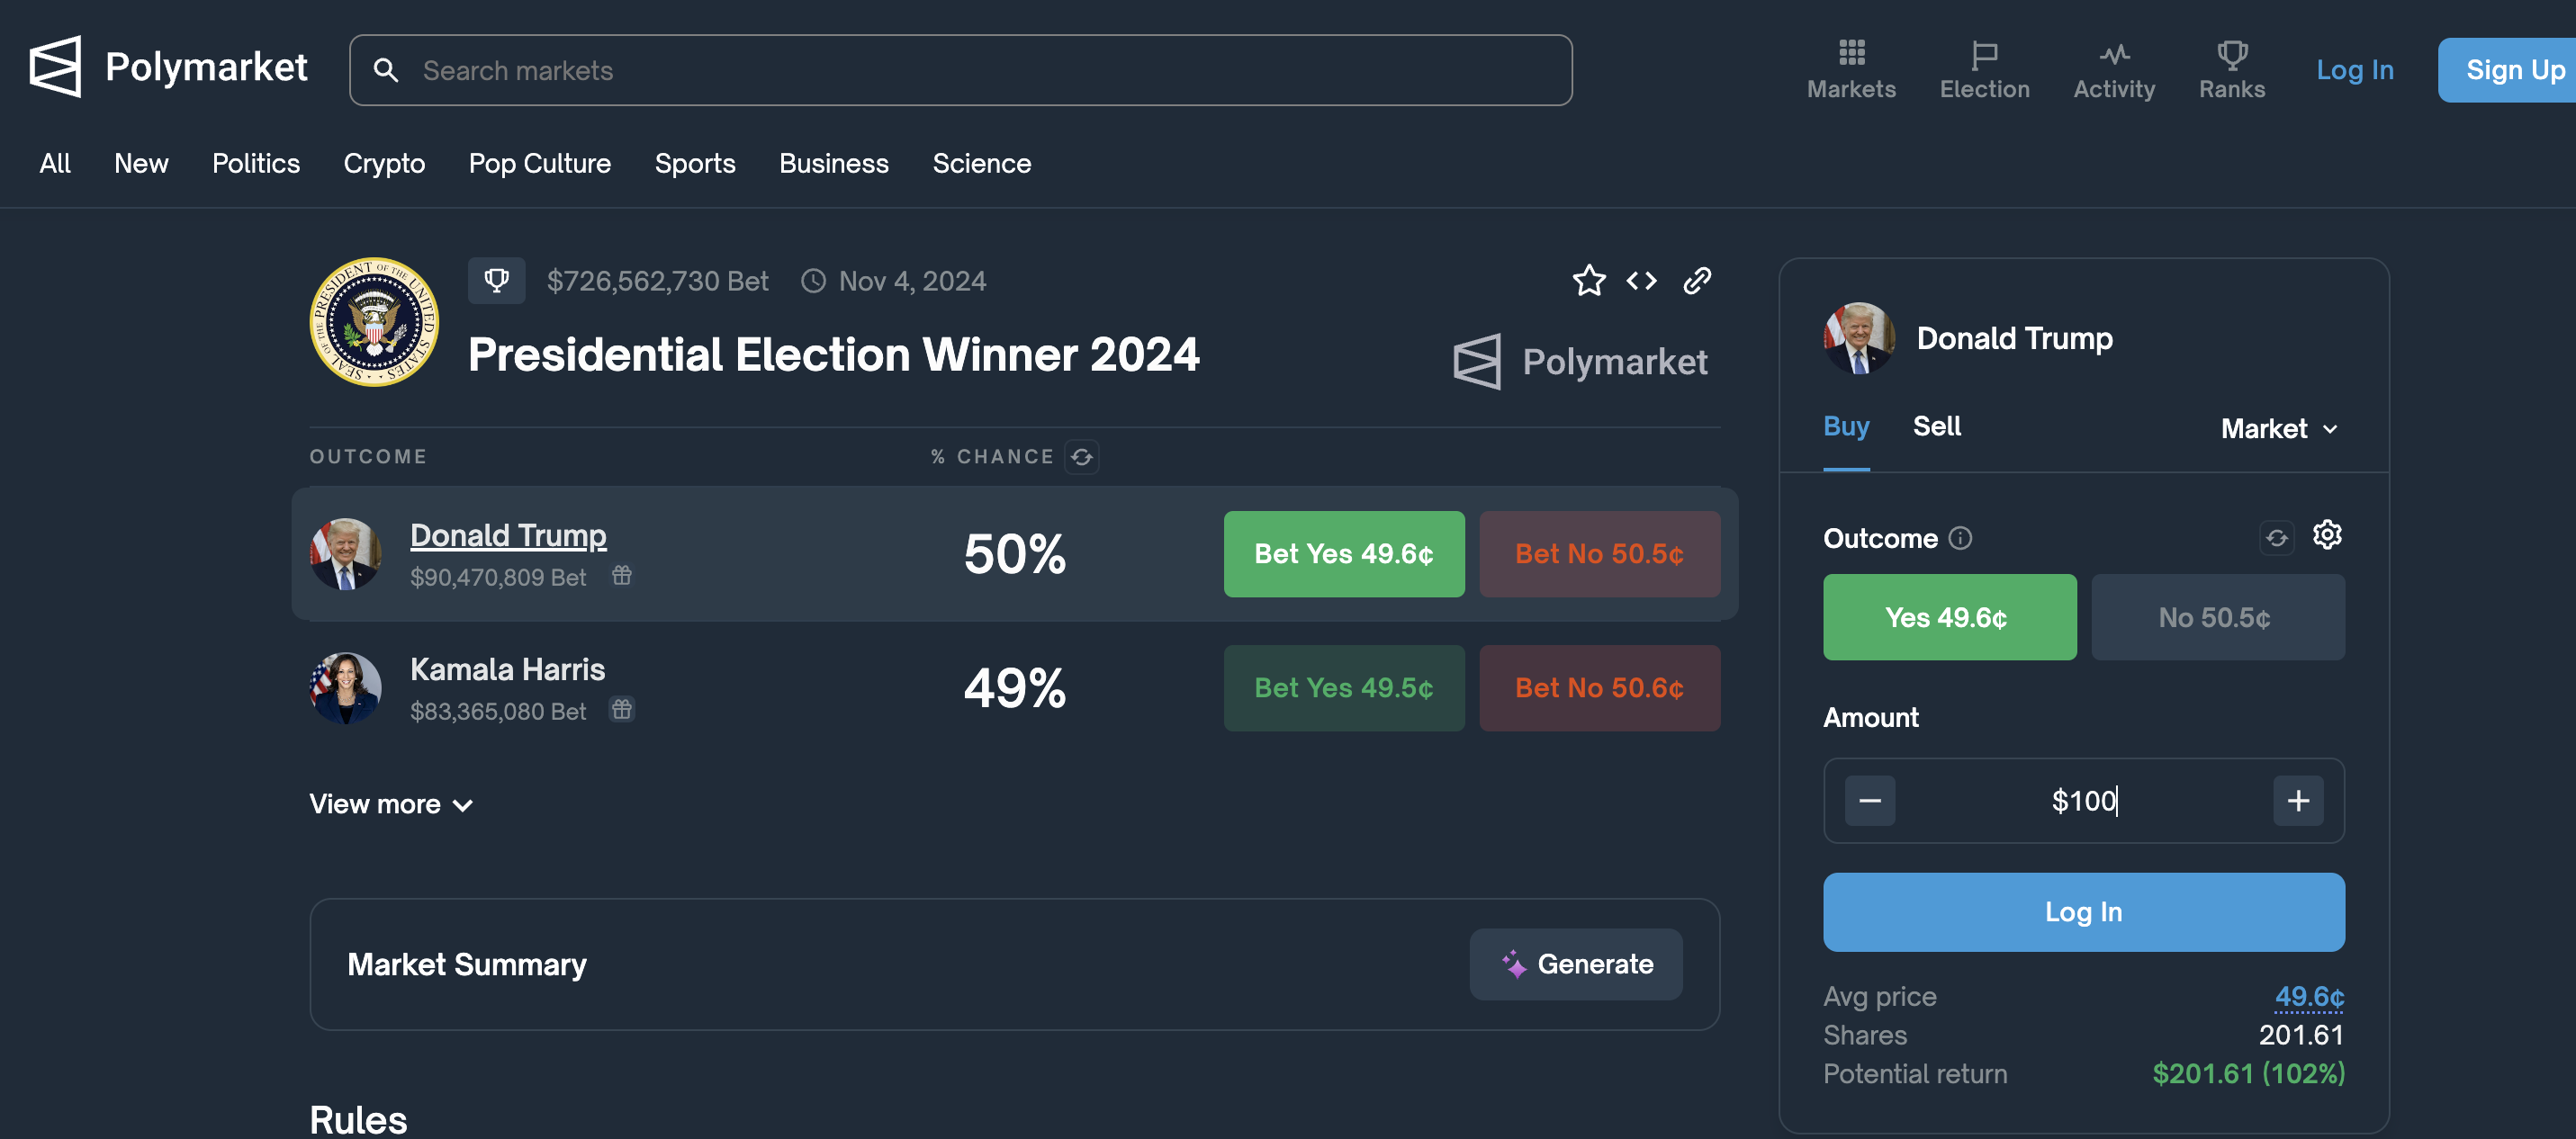 Polymarket
Search markets
Markets
Election
Activity
Ranks
Log In
Sign Up
All New Politics Crypto Pop Culture Sports Business Science
$726,562,730 Bet Nov 4, 2024
Presidential Election Winner 2024
Polymarket
OUTCOME % CHANCE
Donald Trump
$90,470,809 Bet
50%
Bet Yes 49.6¢ Bet No 50.5¢
Kamala Harris
$83,365,080 Bet
49%
Bet Yes 49.5¢ Bet No 50.6¢
View more
Market Summary
Generate
Rules
SEAL OF THE PRESIDENT OF THE UNITED STATES
Donald Trump
Buy Sell Market
Outcome
Yes 49.6¢ No 50.5¢
Amount
$100
Log In
Avg price 49.6¢
Shares 201.61
Potential return $201.61 (102%)